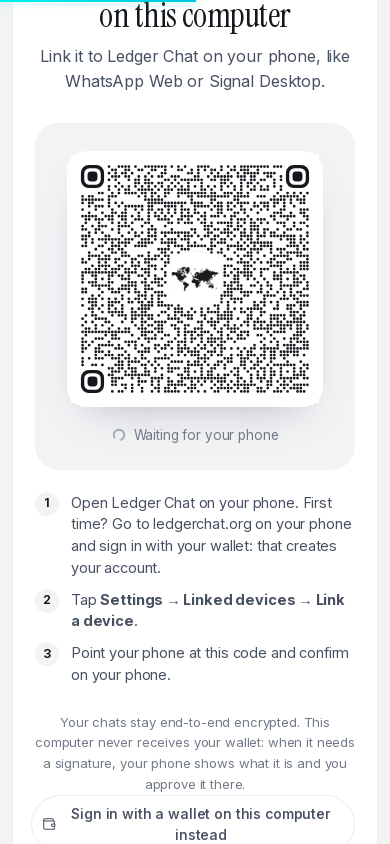 on this computer
Link it to Ledger Chat on your phone, like
WhatsApp Web or Signal Desktop.
Waiting for your phone
1 Open Ledger Chat on your phone. First
time? Go to ledgerchat.org on your phone
and sign in with your wallet: that creates
your account.
2 Tap Settings → Linked devices → Link
a device.
3 Point your phone at this code and confirm
on your phone.
Your chats stay end-to-end encrypted. This
computer never receives your wallet: when it needs
a signature, your phone shows what it is and you
approve it there.
Sign in with a wallet on this computer
instead